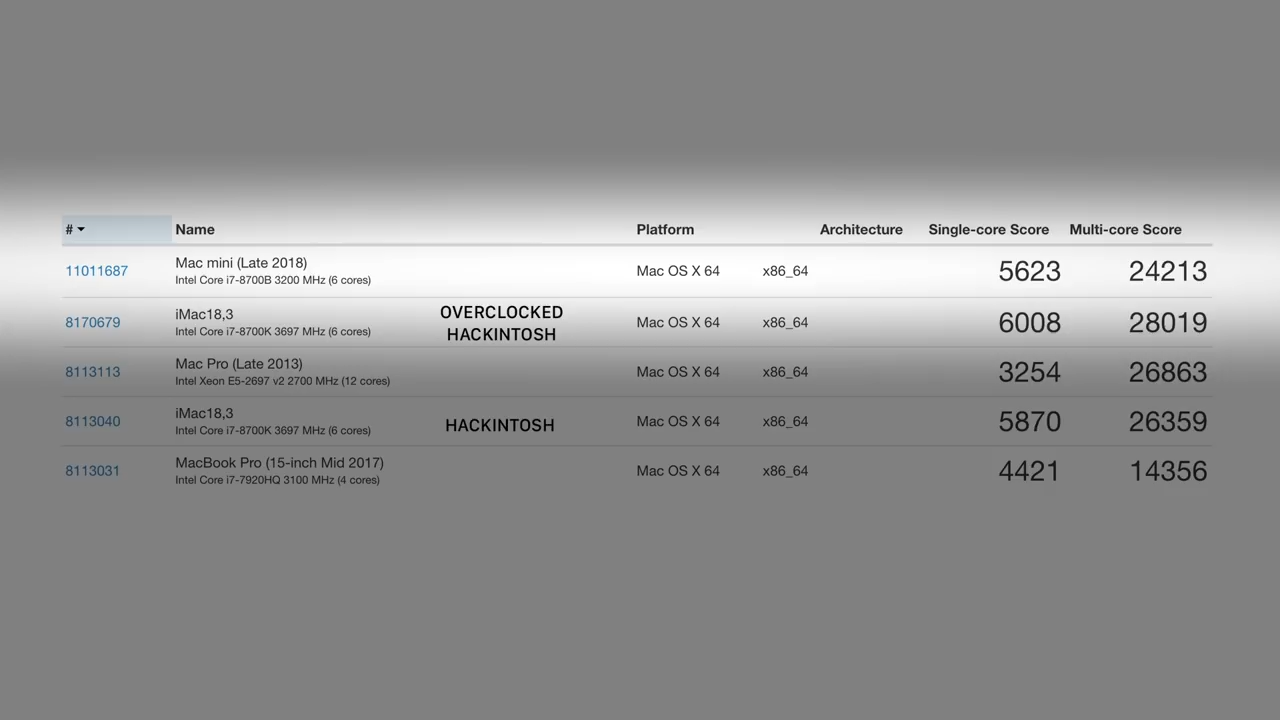 # Name Platform Architecture Single-core Score Multi-core Score
11011687 Mac mini (Late 2018) Mac OS X 64 x86_64 5623 24213
Intel Core i7-8700B 3200 MHz (6 cores)
8170679 iMac18,3 OVERCLOCKED Mac OS X 64 x86_64 6008 28019
Intel Core i7-8700K 3697 MHz (6 cores) HACKINTOSH
8113113 Mac Pro (Late 2013) Mac OS X 64 x86_64 3254 26863
Intel Xeon E5-2697 v2 2700 MHz (12 cores)
8113040 iMac18,3 HACKINTOSH Mac OS X 64 x86_64 5870 26359
Intel Core i7-8700K 3697 MHz (6 cores)
8113031 MacBook Pro (15-inch Mid 2017) Mac OS X 64 x86_64 4421 14356
Intel Core i7-7920HQ 3100 MHz (4 cores)